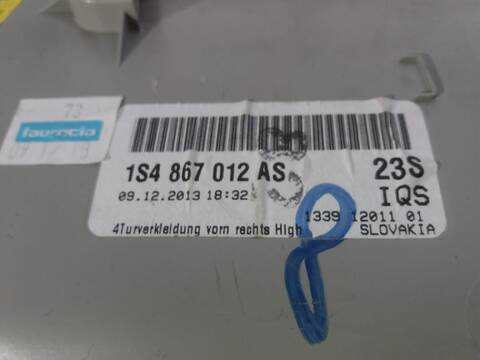 73
faurecia
1S4 867 012 AS 23S
09.12.2013 18:32 IQS
1339 12011 01
4Turverkleidung vorn rechts High SLOVAKIA